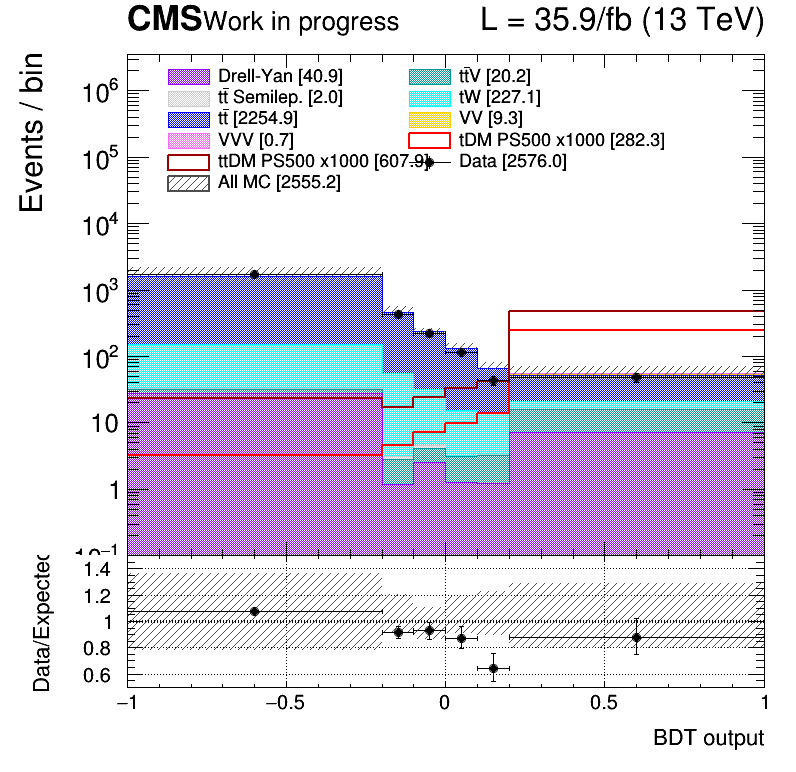 CMS Work in progress L = 35.9/fb (13 TeV)
Events / bin
Drell-Yan [40.9] tt̄V [20.2]
tt̄ Semilep. [2.0] tW [227.1]
tt̄ [2254.9] VV [9.3]
VVV [0.7] tDM PS500 x1000 [282.3]
ttDM PS500 x1000 [607.9] Data [2576.0]
All MC [2555.2]
10⁶
10⁵
10⁴
10³
10²
10
1
10⁻¹
Data/Expected
1.4
1.2
1
0.8
0.6
−1 −0.5 0 0.5 1
BDT output